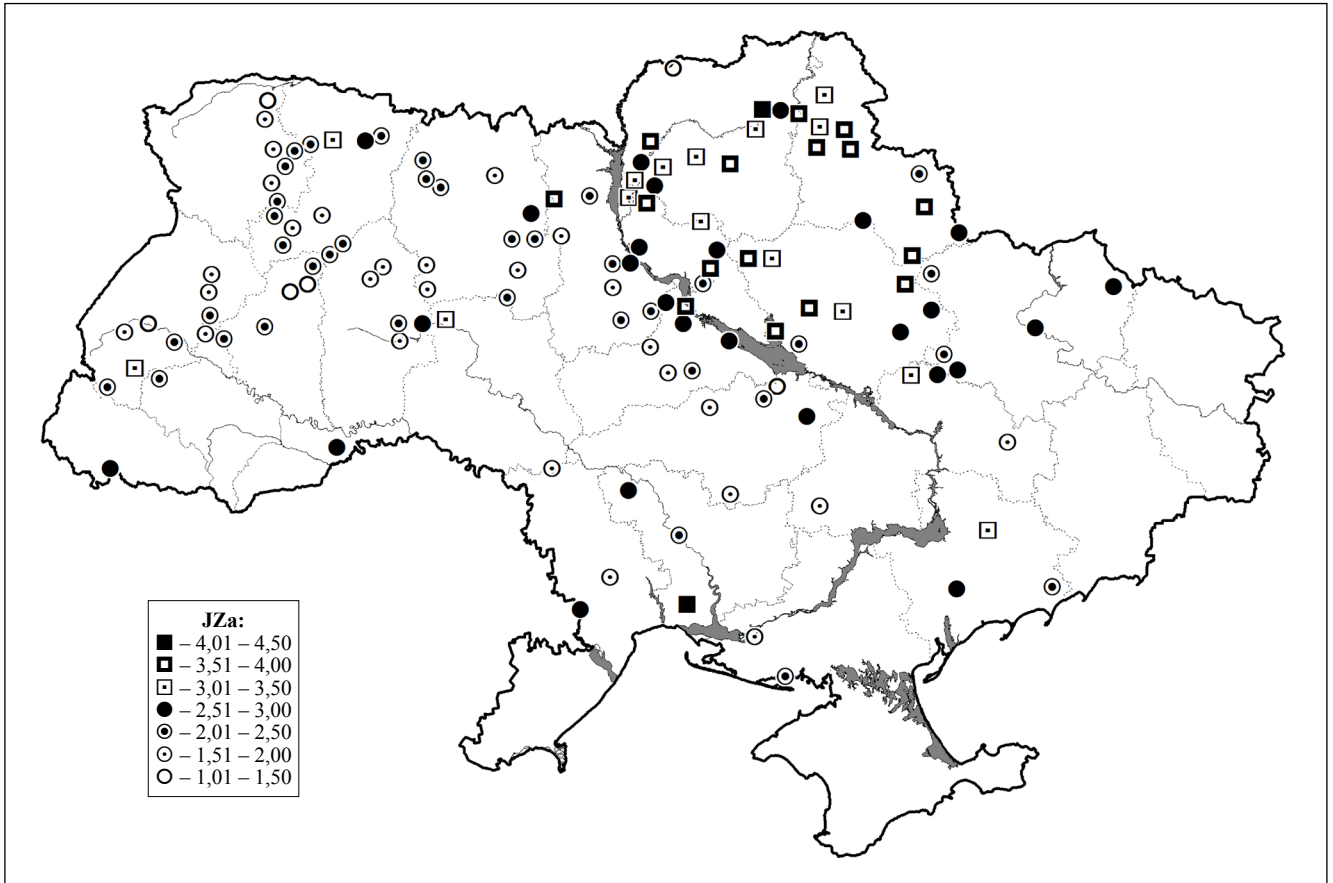 JZa:
– 4,01 – 4,50
– 3,51 – 4,00
– 3,01 – 3,50
– 2,51 – 3,00
– 2,01 – 2,50
– 1,51 – 2,00
– 1,01 – 1,50